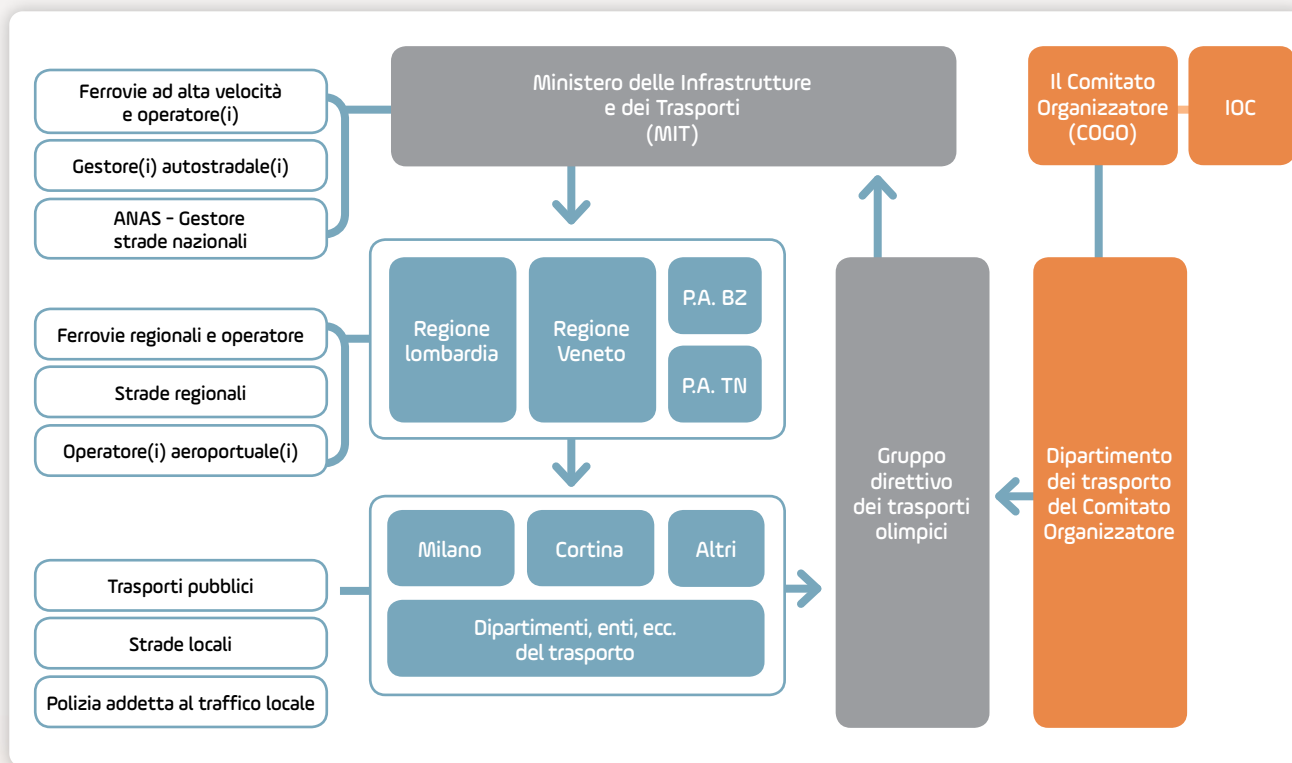 Ferrovie ad alta velocità
e operatore(i)
Gestore(i) autostradale(i)
ANAS - Gestore
strade nazionali
Ministero delle Infrastrutture
e dei Trasporti
(MIT)
Il Comitato
Organizzatore
(COGO)
IOC
Ferrovie regionali e operatore
Strade regionali
Operatore(i) aeroportuale(i)
Regione
lombardia
Regione
Veneto
P.A. BZ
P.A. TN
Gruppo
direttivo
dei trasporti
olimpici
Dipartimento
dei trasporto
del Comitato
Organizzatore
Trasporti pubblici
Strade locali
Polizia addetta al traffico locale
Milano
Cortina
Altri
Dipartimenti, enti, ecc.
del trasporto